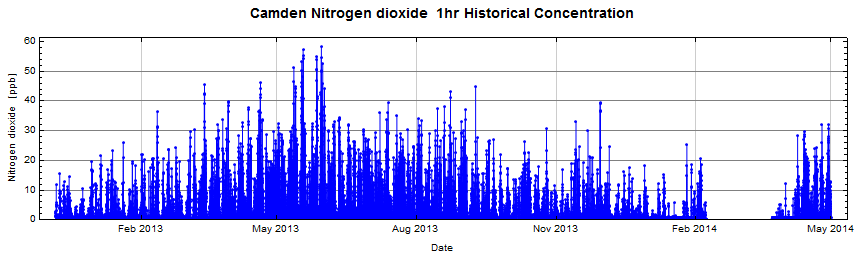 Camden Nitrogen dioxide  1hr Historical Concentration
Nitrogen dioxide [ppb]
60
50
40
30
20
10
0
Feb 2013 May 2013 Aug 2013 Nov 2013 Feb 2014 May 2014
Date